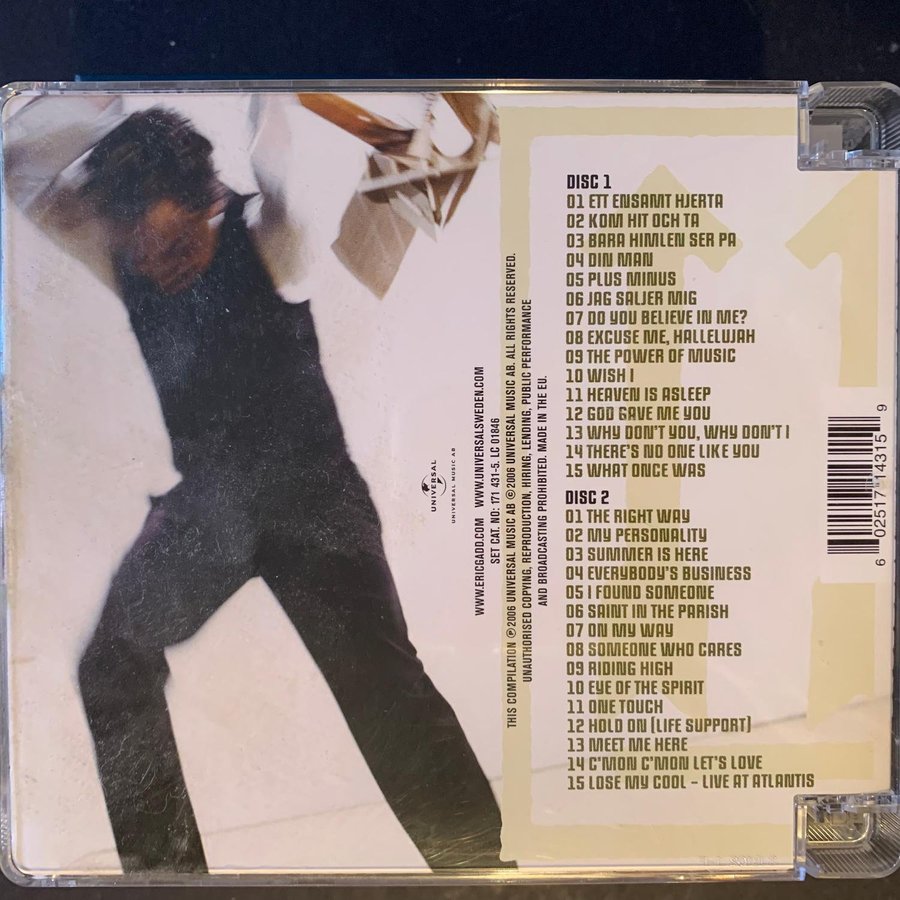 DISC 1
01 ETT ENSAMT HJERTA
02 KOM HIT OCH TA
03 BARA HIMLEN SER PA
04 DIN MAN
05 PLUS MINUS
06 JAG SALJER MIG
07 DO YOU BELIEVE IN ME?
08 EXCUSE ME, HALLELUJAH
09 THE POWER OF MUSIC
10 WISH I
11 HEAVEN IS ASLEEP
12 GOD GAVE ME YOU
13 WHY DON'T YOU, WHY DON'T I
14 THERE'S NO ONE LIKE YOU
15 WHAT ONCE WAS
DISC 2
01 THE RIGHT WAY
02 MY PERSONALITY
03 SUMMER IS HERE
04 EVERYBODY'S BUSINESS
05 I FOUND SOMEONE
06 SAINT IN THE PARISH
07 ON MY WAY
08 SOMEONE WHO CARES
09 RIDING HIGH
10 EYE OF THE SPIRIT
11 ONE TOUCH
12 HOLD ON (LIFE SUPPORT)
13 MEET ME HERE
14 C'MON C'MON LET'S LOVE
15 LOSE MY COOL – LIVE AT ATLANTIS
UNIVERSAL
UNIVERSAL MUSIC AB
WWW.ERICGADD.COM WWW.UNIVERSALSWEDEN.COM
SET CAT. NO: 171 431-5. LC 01846
THIS COMPILATION ℗2006 UNIVERSAL MUSIC AB ©2006 UNIVERSAL MUSIC AB. ALL RIGHTS RESERVED.
UNAUTHORISED COPYING, REPRODUCTION, HIRING, LENDING, PUBLIC PERFORMANCE
AND BROADCASTING PROHIBITED. MADE IN THE EU.
6 02517 14315 9